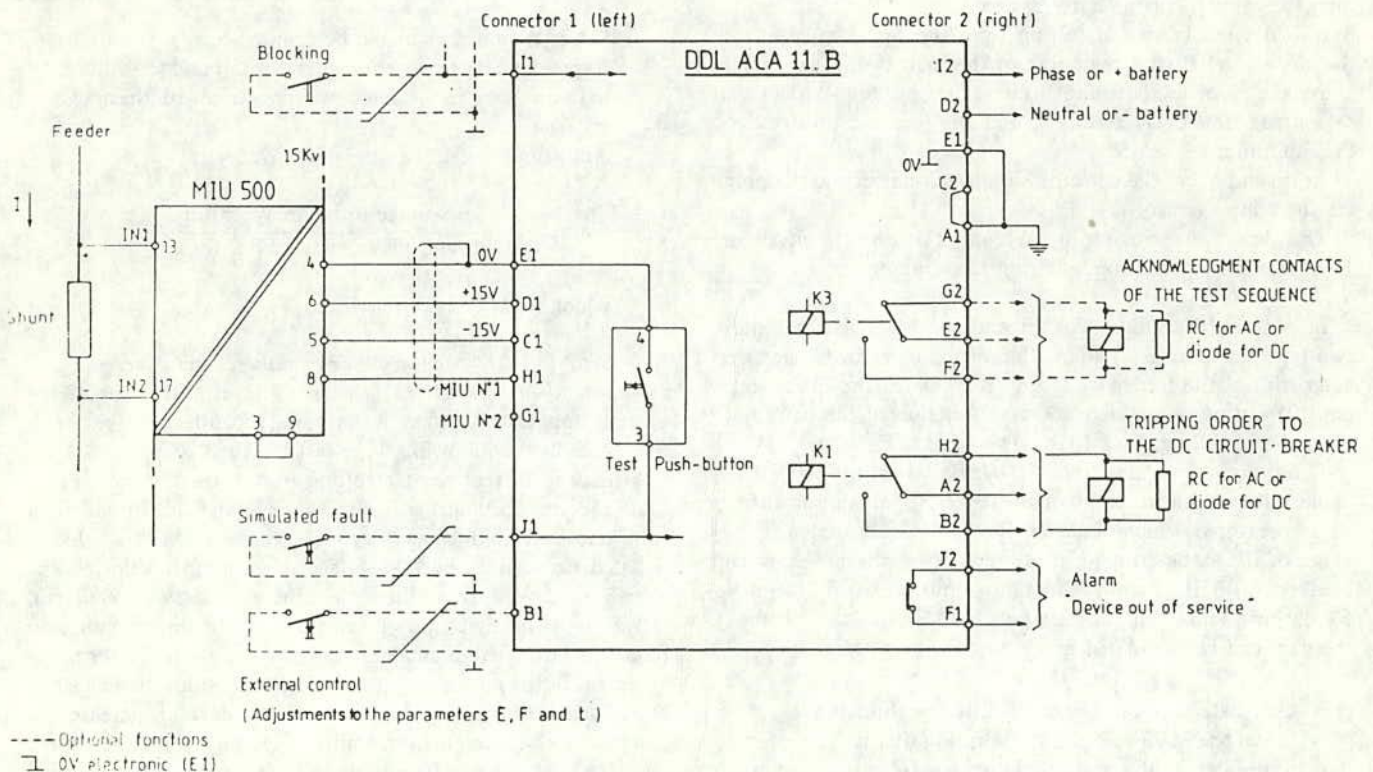 Connector 1 (left)
Connector 2 (right)
Blocking
I1
DDL ACA 11.B
I2
Phase or + battery
D2
Neutral or - battery
E1
0V
C2
A1
Feeder
15Kv
MIU 500
I
IN1
13
Shunt
IN2
17
4
0V
E1
6
+15V
D1
5
-15V
C1
8
H1
MIU N°1
G1
MIU N°2
3
9
4
3
Test Push-button
ACKNOWLEDGMENT CONTACTS
OF THE TEST SEQUENCE
K3
G2
E2
F2
RC for AC or
diode for DC
TRIPPING ORDER TO
THE DC CIRCUIT-BREAKER
K1
H2
A2
B2
RC for AC or
diode for DC
Simulated fault
J1
J2
Alarm
Device out of service.
F1
B1
External control
(Adjustments to the parameters E, F and t)
---- Optional fonctions
0V electronic (E1)